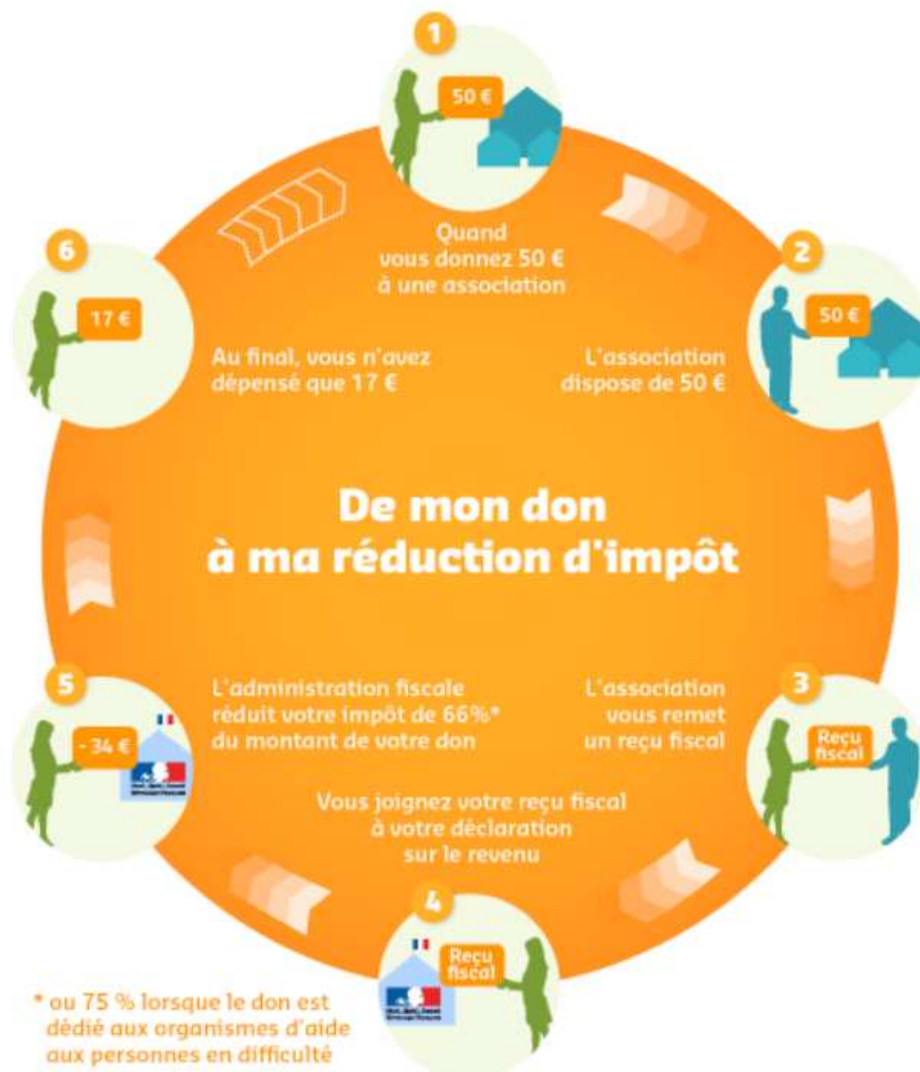 De mon don
à ma réduction d'impôt
1
50 €
Quand
vous donnez 50 €
à une association
2
50 €
L'association
dispose de 50 €
3
Reçu
fiscal
L'association
vous remet
un reçu fiscal
4
Reçu
fiscal
Vous joignez votre reçu fiscal
à votre déclaration
sur le revenu
5
- 34 €
L'administration fiscale
réduit votre impôt de 66%*
du montant de votre don
6
17 €
Au final, vous n'avez
dépensé que 17 €
* ou 75 % lorsque le don est
dédié aux organismes d'aide
aux personnes en difficulté